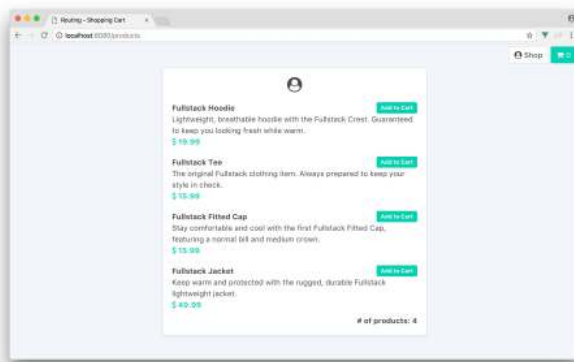 Routing - Shopping Cart
localhost:8080/products
Shop 0
Fullstack Hoodie Add to Cart
Lightweight, breathable hoodie with the Fullstack Crest. Guaranteed
to keep you looking fresh while warm.
$ 19.99
Fullstack Tee Add to Cart
The original Fullstack clothing item. Always prepared to keep your
style in check.
$ 15.99
Fullstack Fitted Cap Add to Cart
Stay comfortable and cool with the first Fullstack Fitted Cap,
featuring a normal bill and medium crown.
$ 15.99
Fullstack Jacket Add to Cart
Keep warm and protected with the rugged, durable Fullstack
lightweight jacket.
$ 49.99
# of products: 4